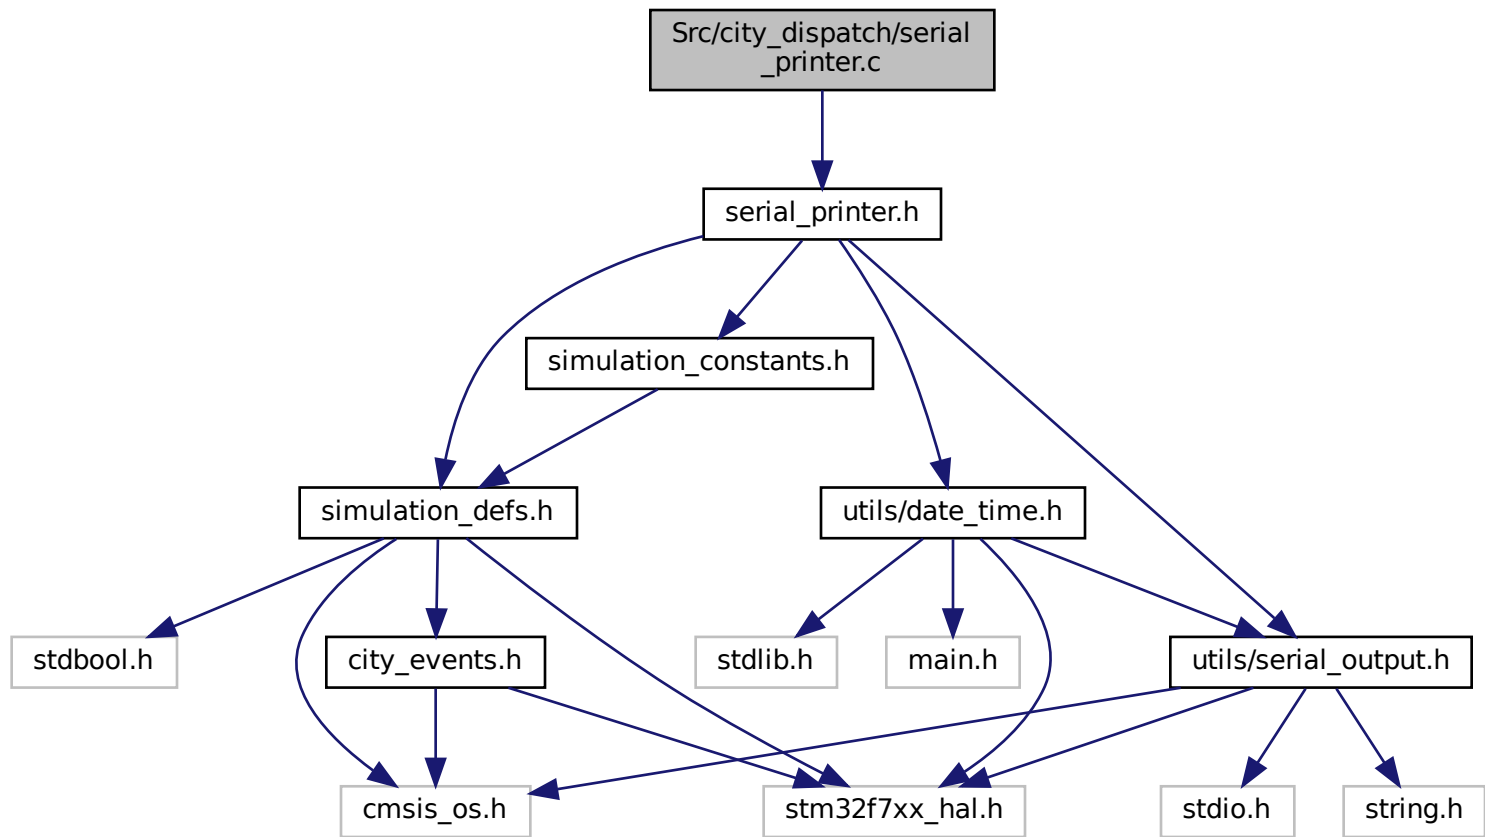 Src/city_dispatch/serial
_printer.c
serial_printer.h
simulation_constants.h
simulation_defs.h
utils/date_time.h
stdbool.h
city_events.h
stdlib.h
main.h
utils/serial_output.h
cmsis_os.h
stm32f7xx_hal.h
stdio.h
string.h